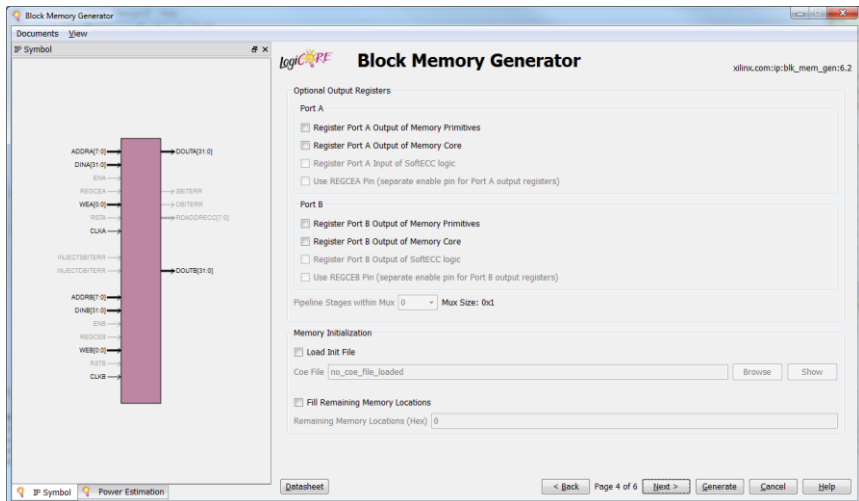 Block Memory Generator
Documents View
IP Symbol
ADDRA[7:0]
DOUTA[31:0]
DINA[31:0]
ENA
REGCEA
SBITERR
WEA[0:0]
DBITERR
RSTA
RDADDRECC[7:0]
CLKA
INJECTSBITERR
INJECTDBITERR
DOUTB[31:0]
ADDRB[7:0]
DINB[31:0]
ENB
REGCEB
WEB[0:0]
RSTB
CLKB
IP Symbol Power Estimation
logiCORE
Block Memory Generator
xilinx.com:ip:blk_mem_gen:6.2
Optional Output Registers
Port A
Register Port A Output of Memory Primitives
Register Port A Output of Memory Core
Register Port A Input of SoftECC logic
Use REGCEA Pin (separate enable pin for Port A output registers)
Port B
Register Port B Output of Memory Primitives
Register Port B Output of Memory Core
Register Port B Output of SoftECC logic
Use REGCEB Pin (separate enable pin for Port B output registers)
Pipeline Stages within Mux 0 Mux Size: 0x1
Memory Initialization
Load Init File
Coe File no_coe_file_loaded Browse Show
Fill Remaining Memory Locations
Remaining Memory Locations (Hex) 0
Datasheet < Back Page 4 of 6 Next > Generate Cancel Help